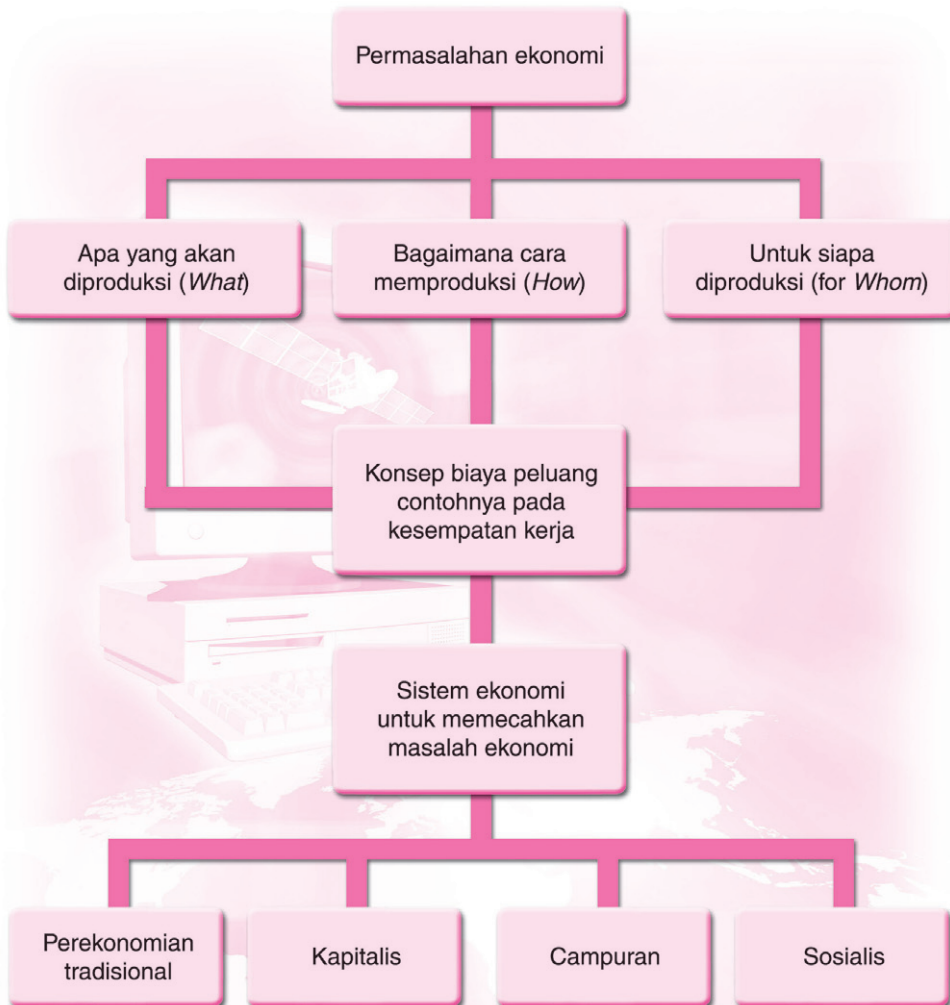 Permasalahan ekonomi
Apa yang akan
diproduksi (What)
Bagaimana cara
memproduksi (How)
Untuk siapa
diproduksi (for Whom)
Konsep biaya peluang
contohnya pada
kesempatan kerja
Sistem ekonomi
untuk memecahkan
masalah ekonomi
Perekonomian
tradisional
Kapitalis
Campuran
Sosialis